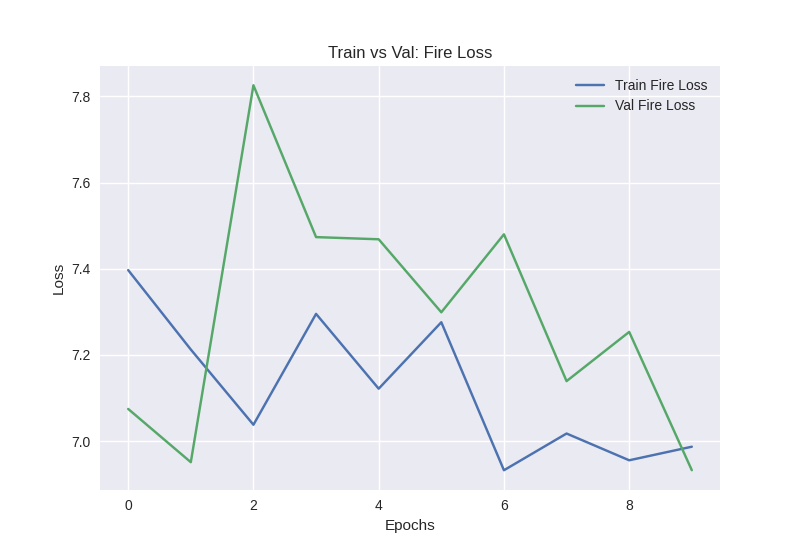 Train vs Val: Fire Loss
Train Fire Loss
Val Fire Loss
7.8
7.6
7.4
7.2
7.0
Loss
0 2 4 6 8
Epochs